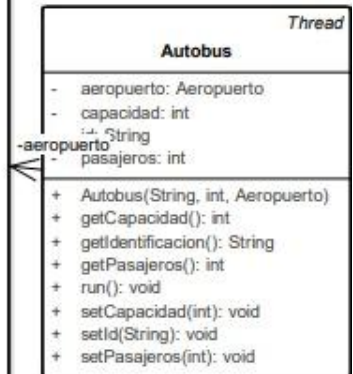 Thread
Autobus
- aeropuerto: Aeropuerto
- capacidad: int
String
-aeropuerto
- pasajeros: int
+ Autobus(String, int, Aeropuerto)
+ getCapacidad(): int
+ getIdentificacion(): String
+ getPasajeros(): int
+ run(): void
+ setCapacidad(int): void
+ setId(String): void
+ setPasajeros(int): void